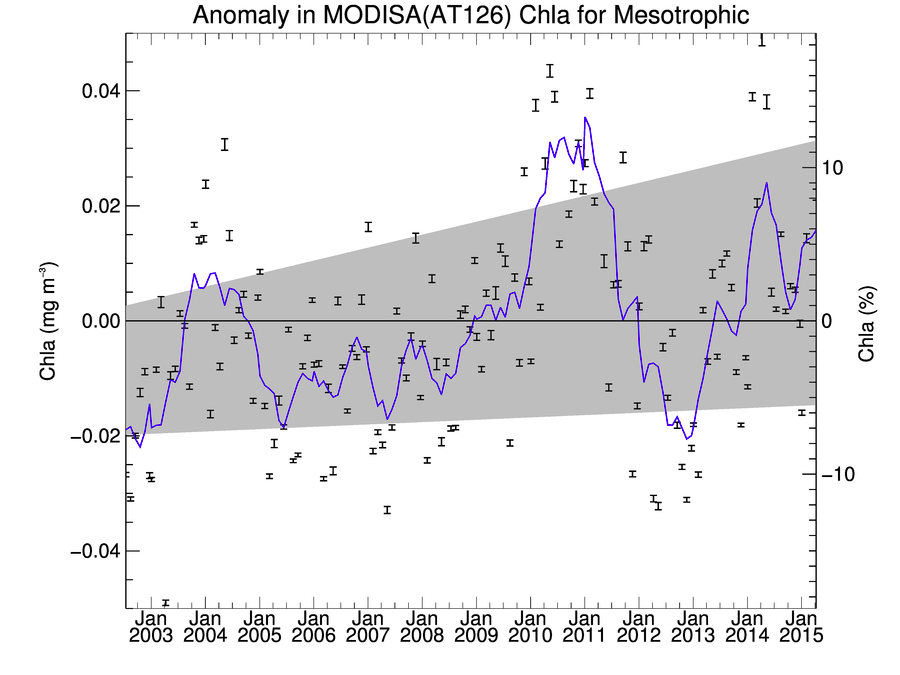 Anomaly in MODISA(AT126) Chla for Mesotrophic
0.04
0.02
0.00
−0.02
−0.04
Chla (mg m⁻³)
10
0
−10
Chla (%)
Jan Jan Jan Jan Jan Jan Jan Jan Jan Jan Jan Jan Jan
2003 2004 2005 2006 2007 2008 2009 2010 2011 2012 2013 2014 2015